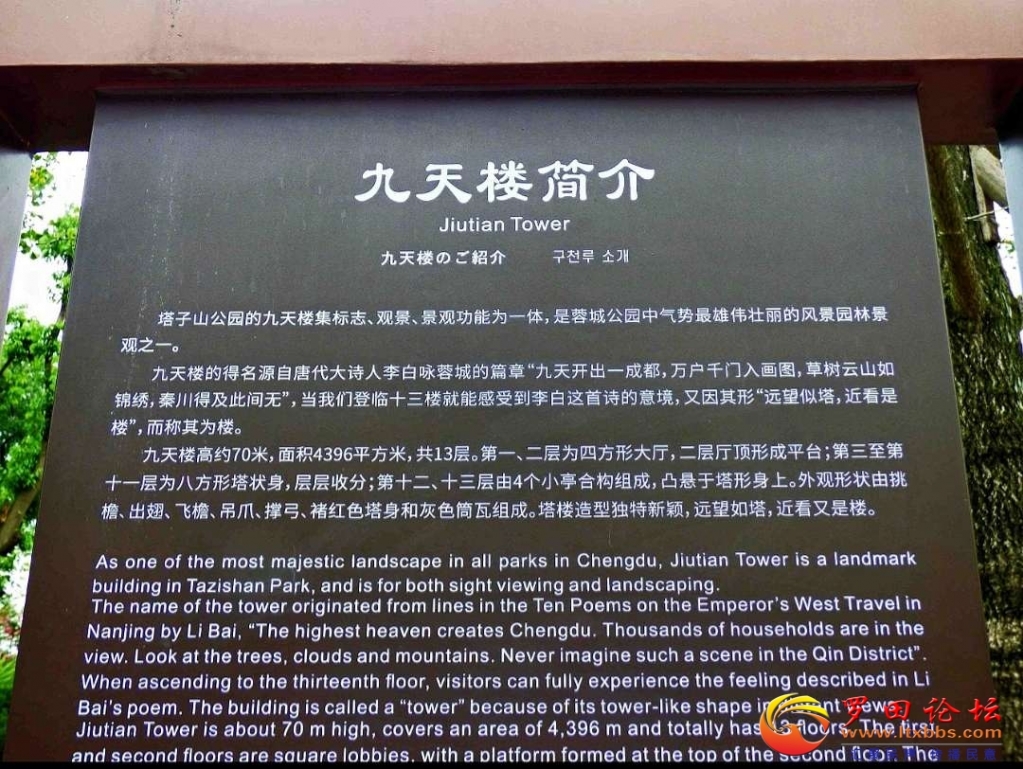 九天楼简介
Jiutian Tower
九天楼のご紹介 구천루 소개
塔子山公园的九天楼集标志、观景、景观功能为一体，是蓉城公园中气势最雄伟壮丽的风景园林景
观之一。
九天楼的得名源自唐代大诗人李白咏蓉城的篇章“九天开出一成都，万户千门入画图，草树云山如
锦绣，秦川得及此间无”，当我们登临十三楼就能感受到李白这首诗的意境，又因其形“远望似塔，近看是
楼”，而称其为楼。
九天楼高约70米，面积4396平方米，共13层。第一、二层为四方形大厅，二层厅顶形成平台；第三至第
十一层为八方形塔状身，层层收分；第十二、十三层由4个小亭合构组成，凸悬于塔形身上。外观形状由挑
檐、出翅、飞檐、吊爪、撑弓、褚红色塔身和灰色筒瓦组成。塔楼造型独特新颖，远望如塔，近看又是楼。
As one of the most majestic landscape in all parks in Chengdu, Jiutian Tower is a landmark
building in Tazishan Park, and is for both sight viewing and landscaping.
The name of the tower originated from lines in the Ten Poems on the Emperor's West Travel in
Nanjing by Li Bai, “The highest heaven creates Chengdu. Thousands of households are in the
view. Look at the trees, clouds and mountains. Never imagine such a scene in the Qin District”.
When ascending to the thirteenth floor, visitors can fully experience the feeling described in Li
Bai's poem. The building is called a “tower” because of its tower-like shape in
Jiutian Tower is about 70 m high, covers an area of 4,396 m and totally has floors. The first
and second floors are square lobbies, with a platform formed at the top of the second floor. The
罗田论坛
www.ltxbbs.com